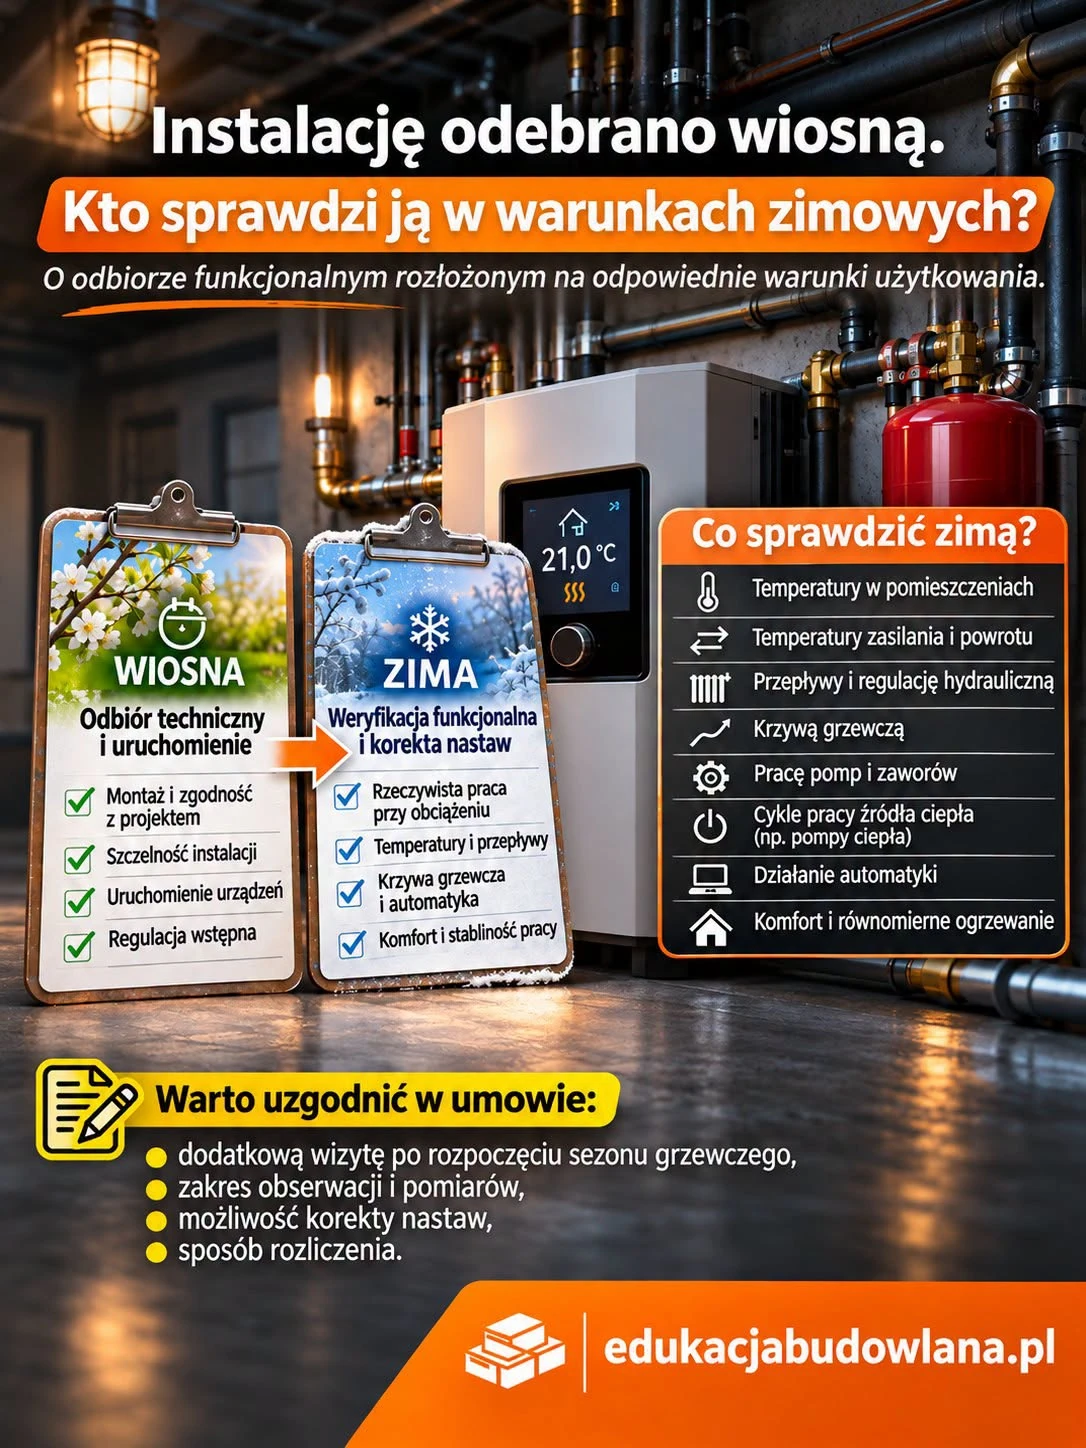 Instalację odebrano wiosną.
Kto sprawdzi ją w warunkach zimowych?
O odbiorze funkcjonalnym rozłożonym na odpowiednie warunki użytkowania.
21,0 °C
WIOSNA
Odbiór techniczny
i uruchomienie
Montaż i zgodność
z projektem
Szczelność instalacji
Uruchomienie urządzeń
Regulacja wstępna
ZIMA
Weryfikacja funkcjonalna
i korekta nastaw
Rzeczywista praca
przy obciążeniu
Temperatury i przepływy
Krzywa grzewcza
i automatyka
Komfort i stabilność pracy
Co sprawdzić zimą?
Temperatury w pomieszczeniach
Temperatury zasilania i powrotu
Przepływy i regulację hydrauliczną
Krzywą grzewczą
Pracę pomp i zaworów
Cykle pracy źródła ciepła
(np. pompy ciepła)
Działanie automatyki
Komfort i równomierne ogrzewanie
Warto uzgodnić w umowie:
dodatkową wizytę po rozpoczęciu sezonu grzewczego,
zakres obserwacji i pomiarów,
możliwość korekty nastaw,
sposób rozliczenia.
edukacjabudowlana.pl